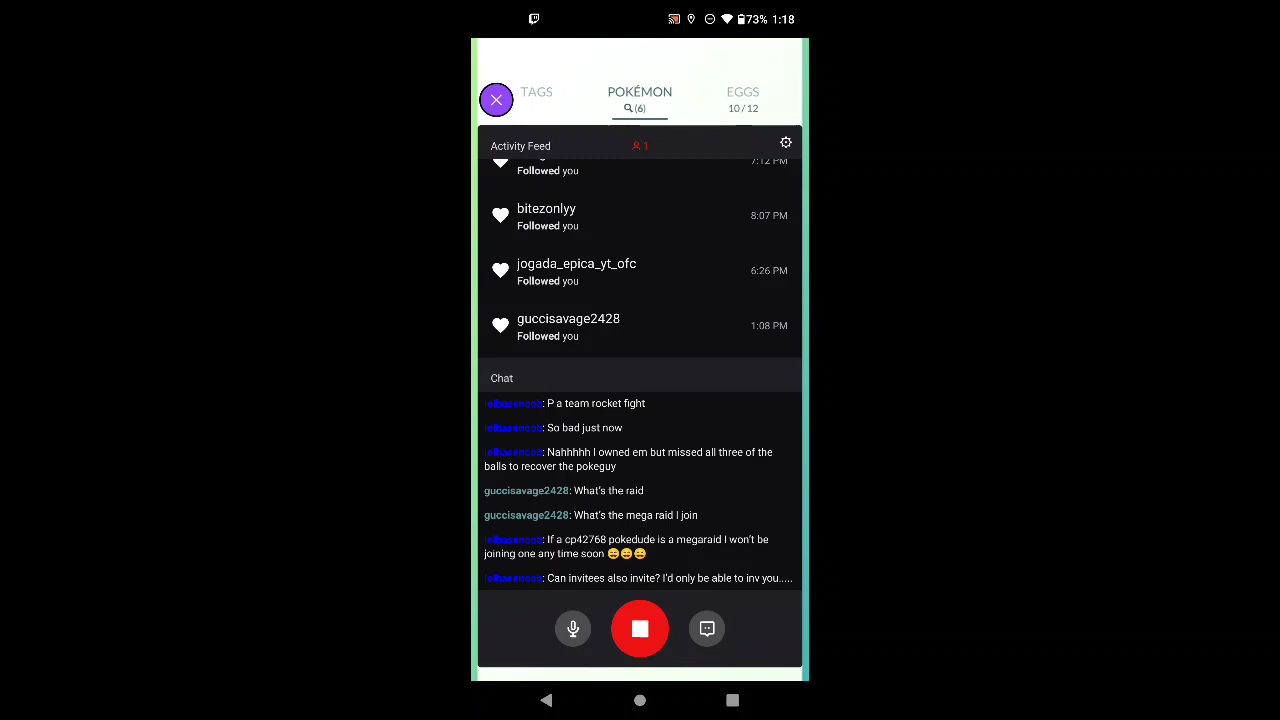 73% 1:18
TAGS POKÉMON EGGS
(6) 10 / 12
Activity Feed 1
Followed you
7:12 PM
bitezonlyy
Followed you
8:07 PM
jogada_epica_yt_ofc
Followed you
6:26 PM
guccisavage2428
Followed you
1:08 PM
Chat
: P a team rocket fight
: So bad just now
: Nahhhhh I owned em but missed all three of the
balls to recover the pokeguy
guccisavage2428: What's the raid
guccisavage2428: What's the mega raid I join
: If a cp42768 pokedude is a megaraid I won't be
joining one any time soon 😄😄😄
: Can invitees also invite? I'd only be able to inv you.....